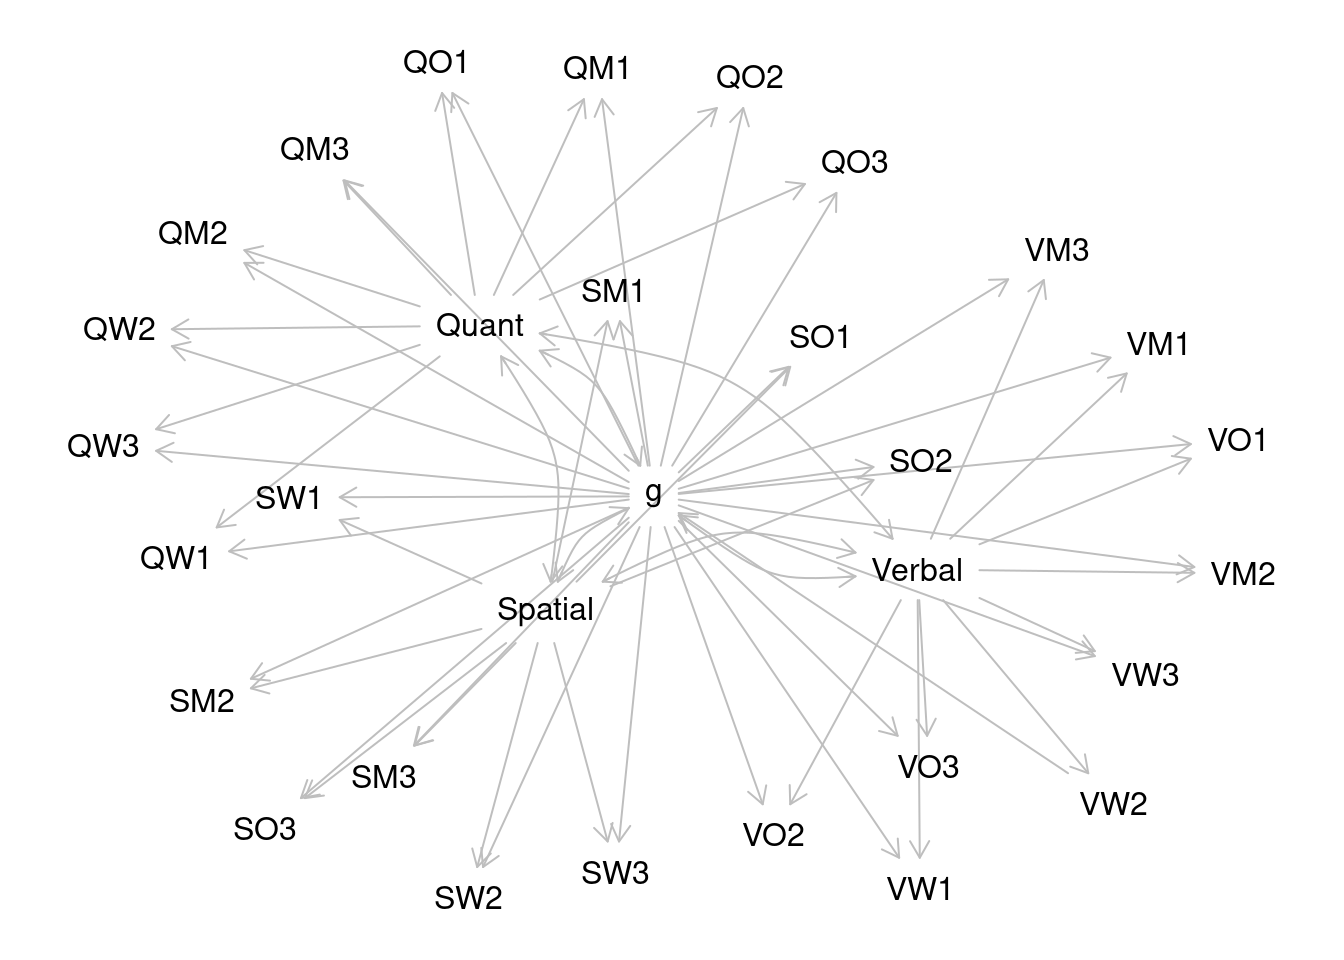 QO1
QM1
QO2
QM3
QO3
QM2
VM3
SM1
Quant
QW2
SO1
VM1
QW3
VO1
SO2
SW1
g
QW1
Verbal
VM2
Spatial
VW3
SM2
VO3
SM3
VW2
SO3
VO2
SW3
VW1
SW2